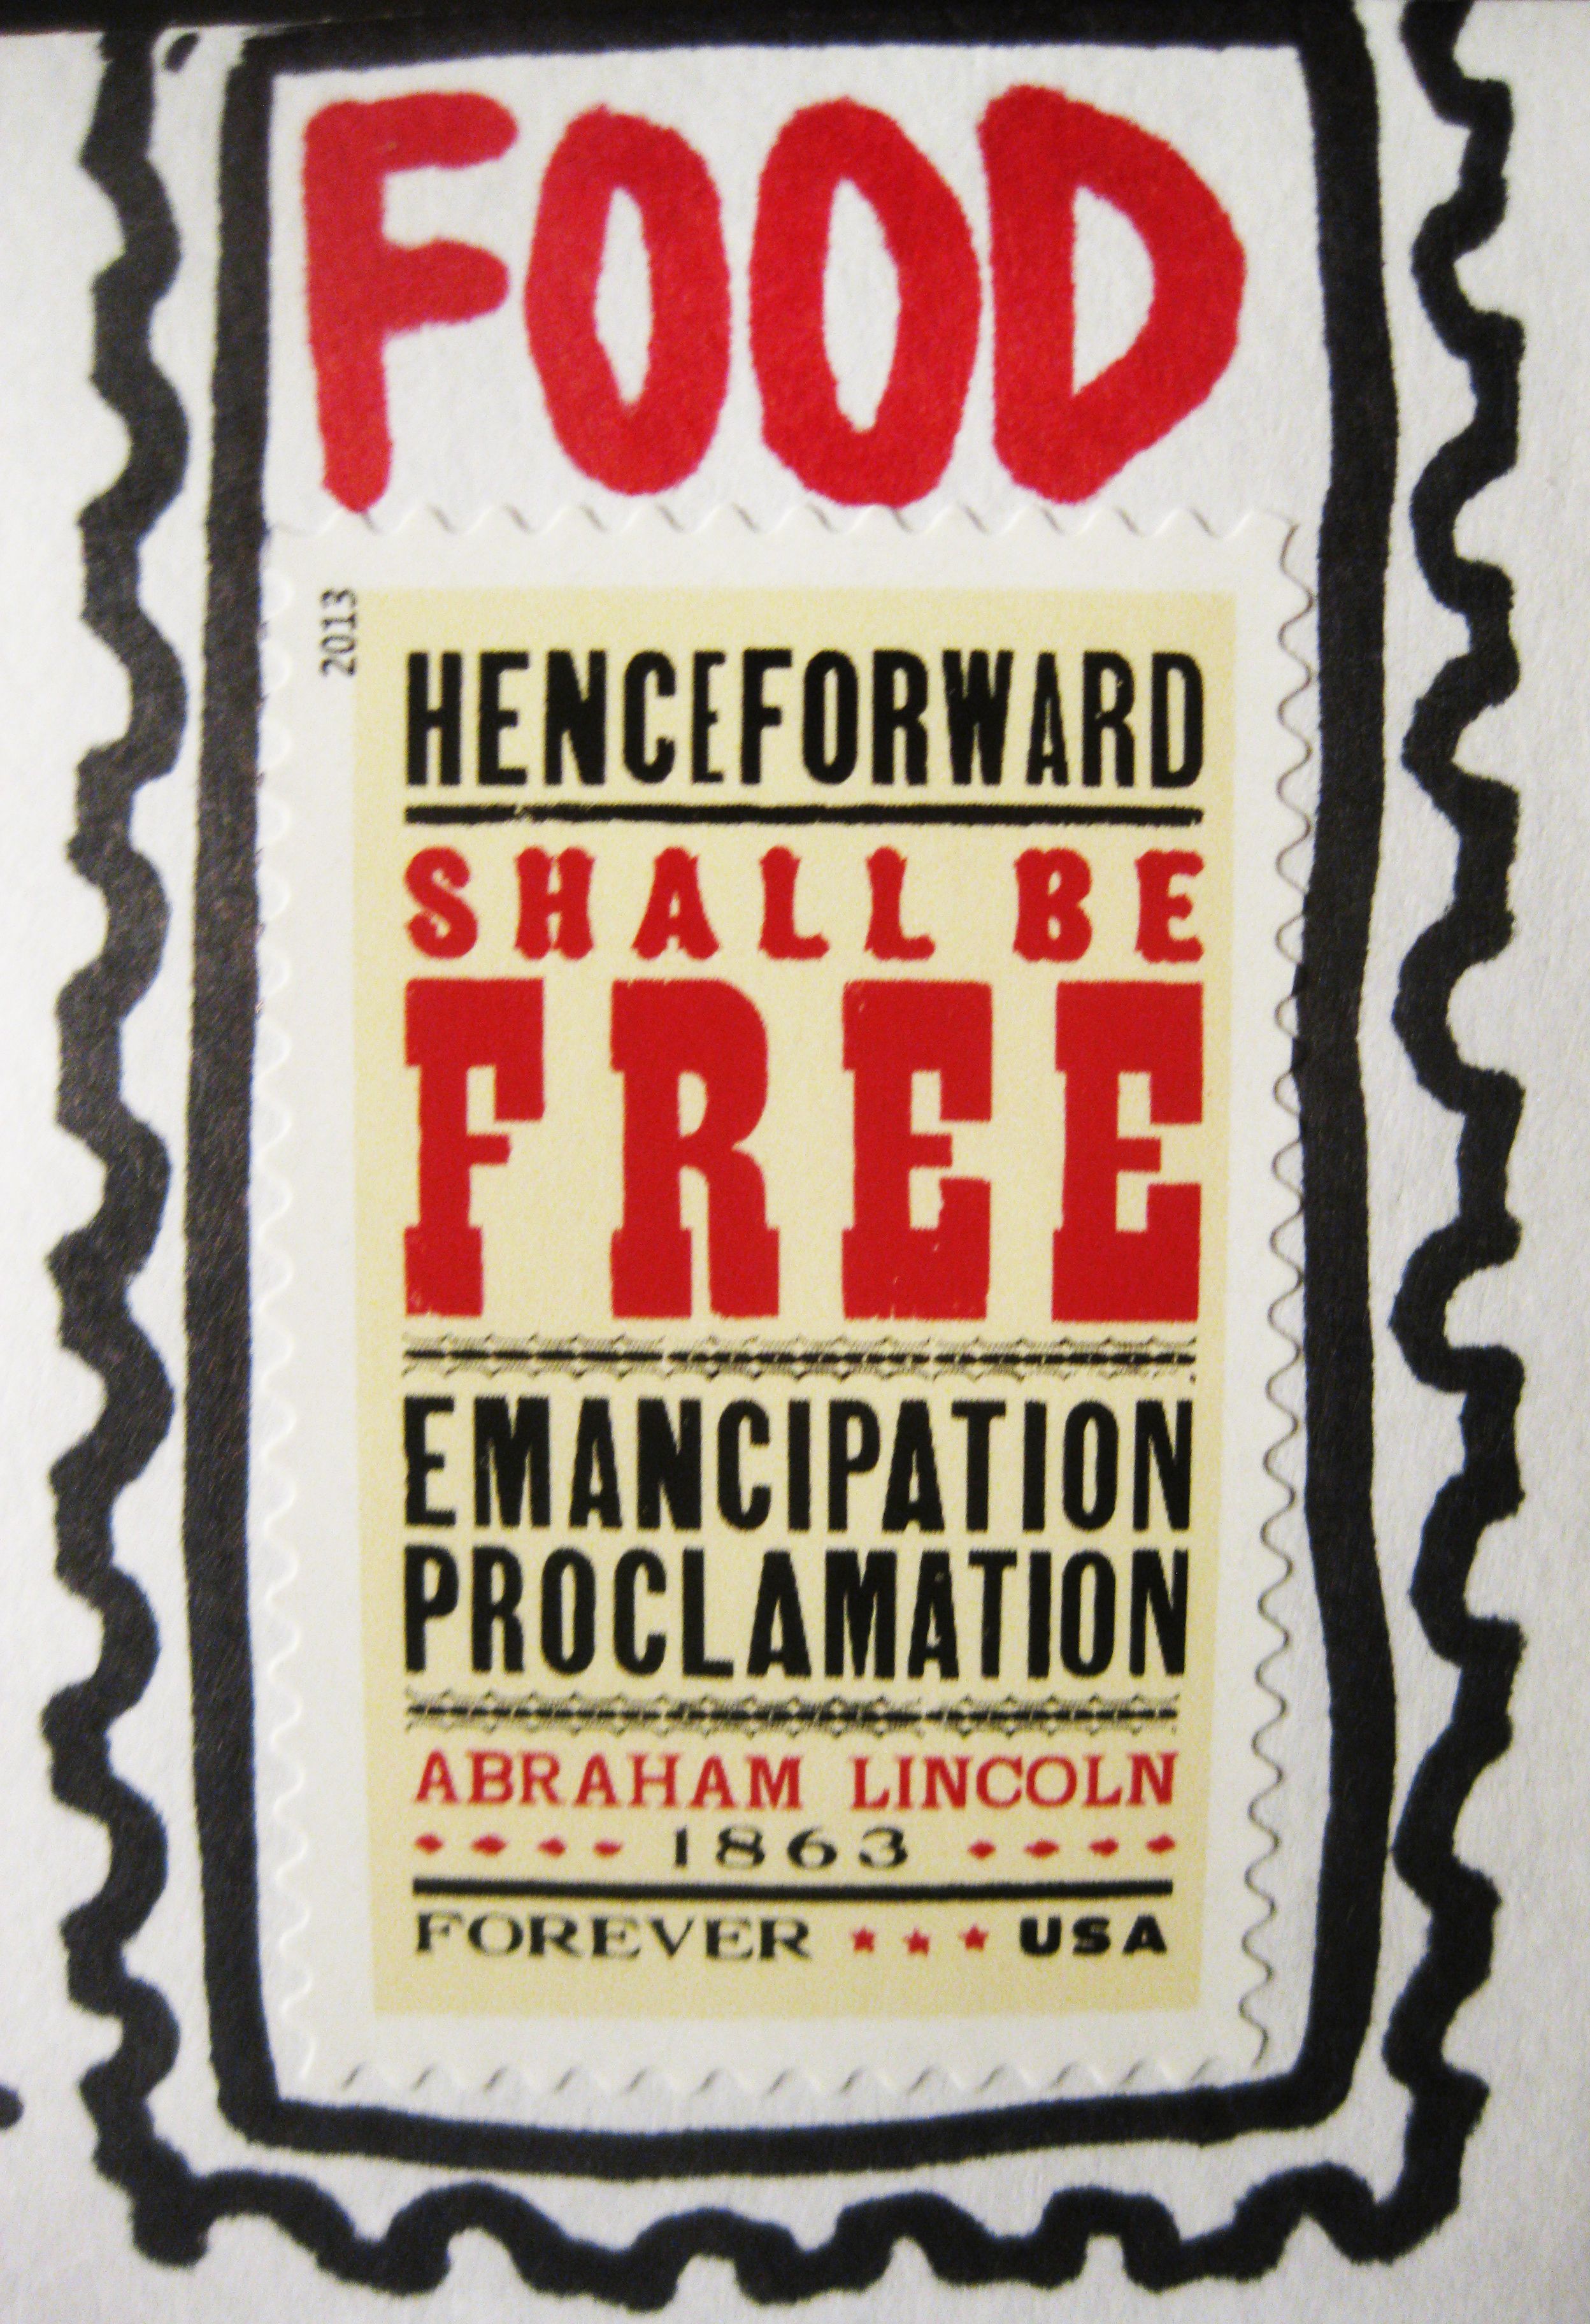 FOOD
2013
HENCEFORWARD
SHALL BE
FREE
EMANCIPATION
PROCLAMATION
ABRAHAM LINCOLN
1863
FOREVER USA